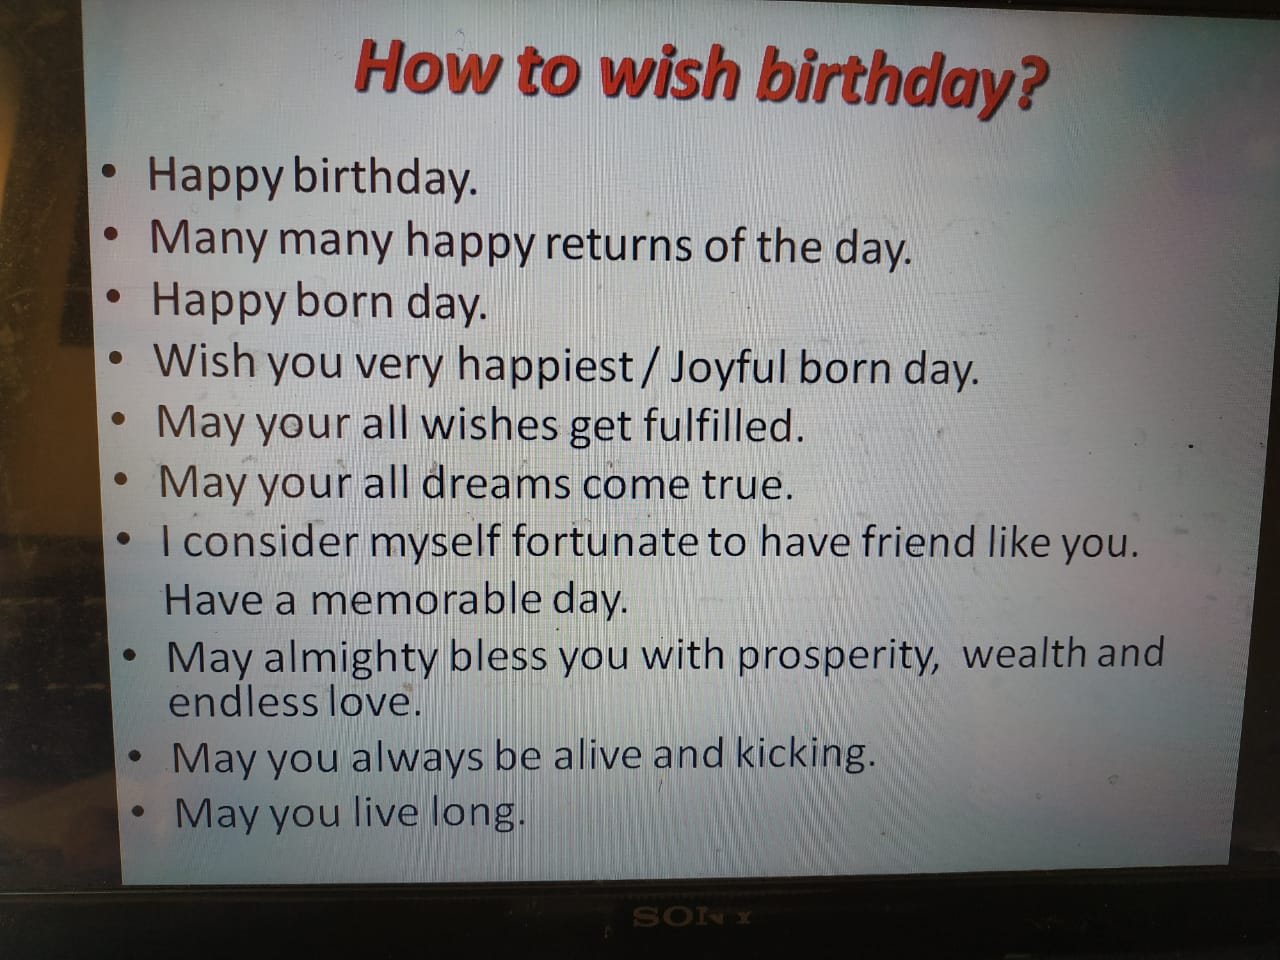 How to wish birthday?
• Happy birthday.
• Many many happy returns of the day.
• Happy born day.
• Wish you very happiest / Joyful born day.
• May your all wishes get fulfilled.
• May your all dreams come true.
• I consider myself fortunate to have friend like you.
Have a memorable day.
• May almighty bless you with prosperity, wealth and
endless love.
• May you always be alive and kicking.
• May you live long.
SONY